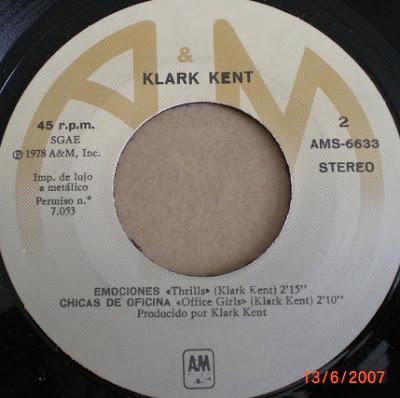 A & M
KLARK KENT
45 r.p.m.
SGAE
℗ 1978 A&M, Inc.
Imp. de lujo
a metálico
Permiso n.º
7.053
2
AMS-6633
STEREO
EMOCIONES «Thrills» (Klark Kent) 2'15"
CHICAS DE OFICINA «Office Girls» (Klark Kent) 2'10"
Producido por Klark Kent
AM
13/6/2007